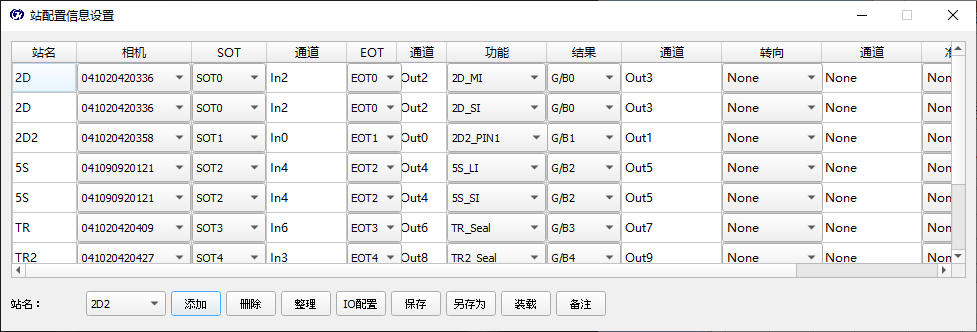 站配置信息设置
站名 相机 SOT 通道 EOT 通道 功能 结果 通道 转向 通道
2D 041020420336 SOT0 In2 EOT0 Out2 2D_MI G/B0 Out3 None None Non
2D 041020420336 SOT0 In2 EOT0 Out2 2D_SI G/B0 Out3 None None Non
2D2 041020420358 SOT1 In0 EOT1 Out0 2D2_PIN1 G/B1 Out1 None None Non
5S 041090920121 SOT2 In4 EOT2 Out4 5S_LI G/B2 Out5 None None Non
5S 041090920121 SOT2 In4 EOT2 Out4 5S_SI G/B2 Out5 None None Non
TR 041020420409 SOT3 In6 EOT3 Out6 TR_Seal G/B3 Out7 None None Non
TR2 041020420427 SOT4 In3 EOT4 Out8 TR2_Seal G/B4 Out9 None None Non
站名： 2D2 添加 删除 整理 IO配置 保存 另存为 装载 备注